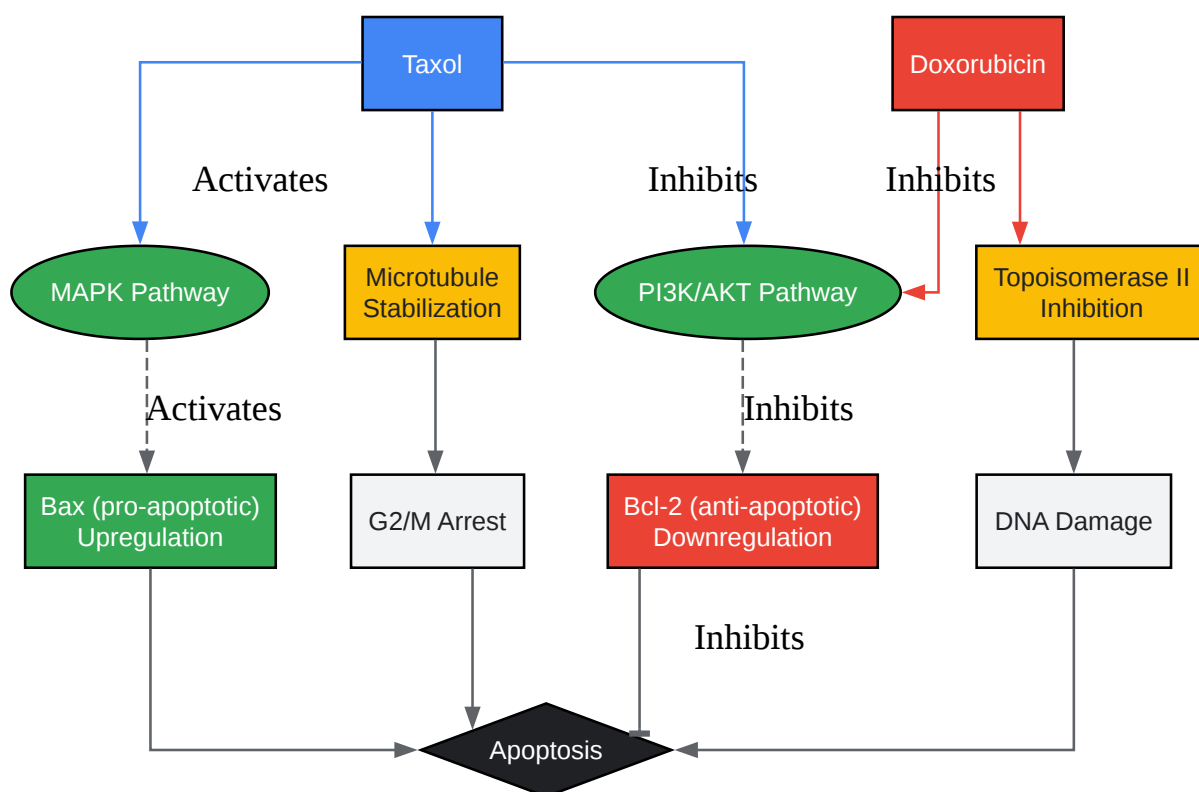 Taxol
Doxorubicin
Activates
Inhibits
Inhibits
MAPK Pathway
Microtubule
Stabilization
PI3K/AKT Pathway
Topoisomerase II
Inhibition
Activates
Inhibits
Bax (pro-apoptotic)
Upregulation
G2/M Arrest
Bcl-2 (anti-apoptotic)
Downregulation
DNA Damage
Inhibits
Apoptosis